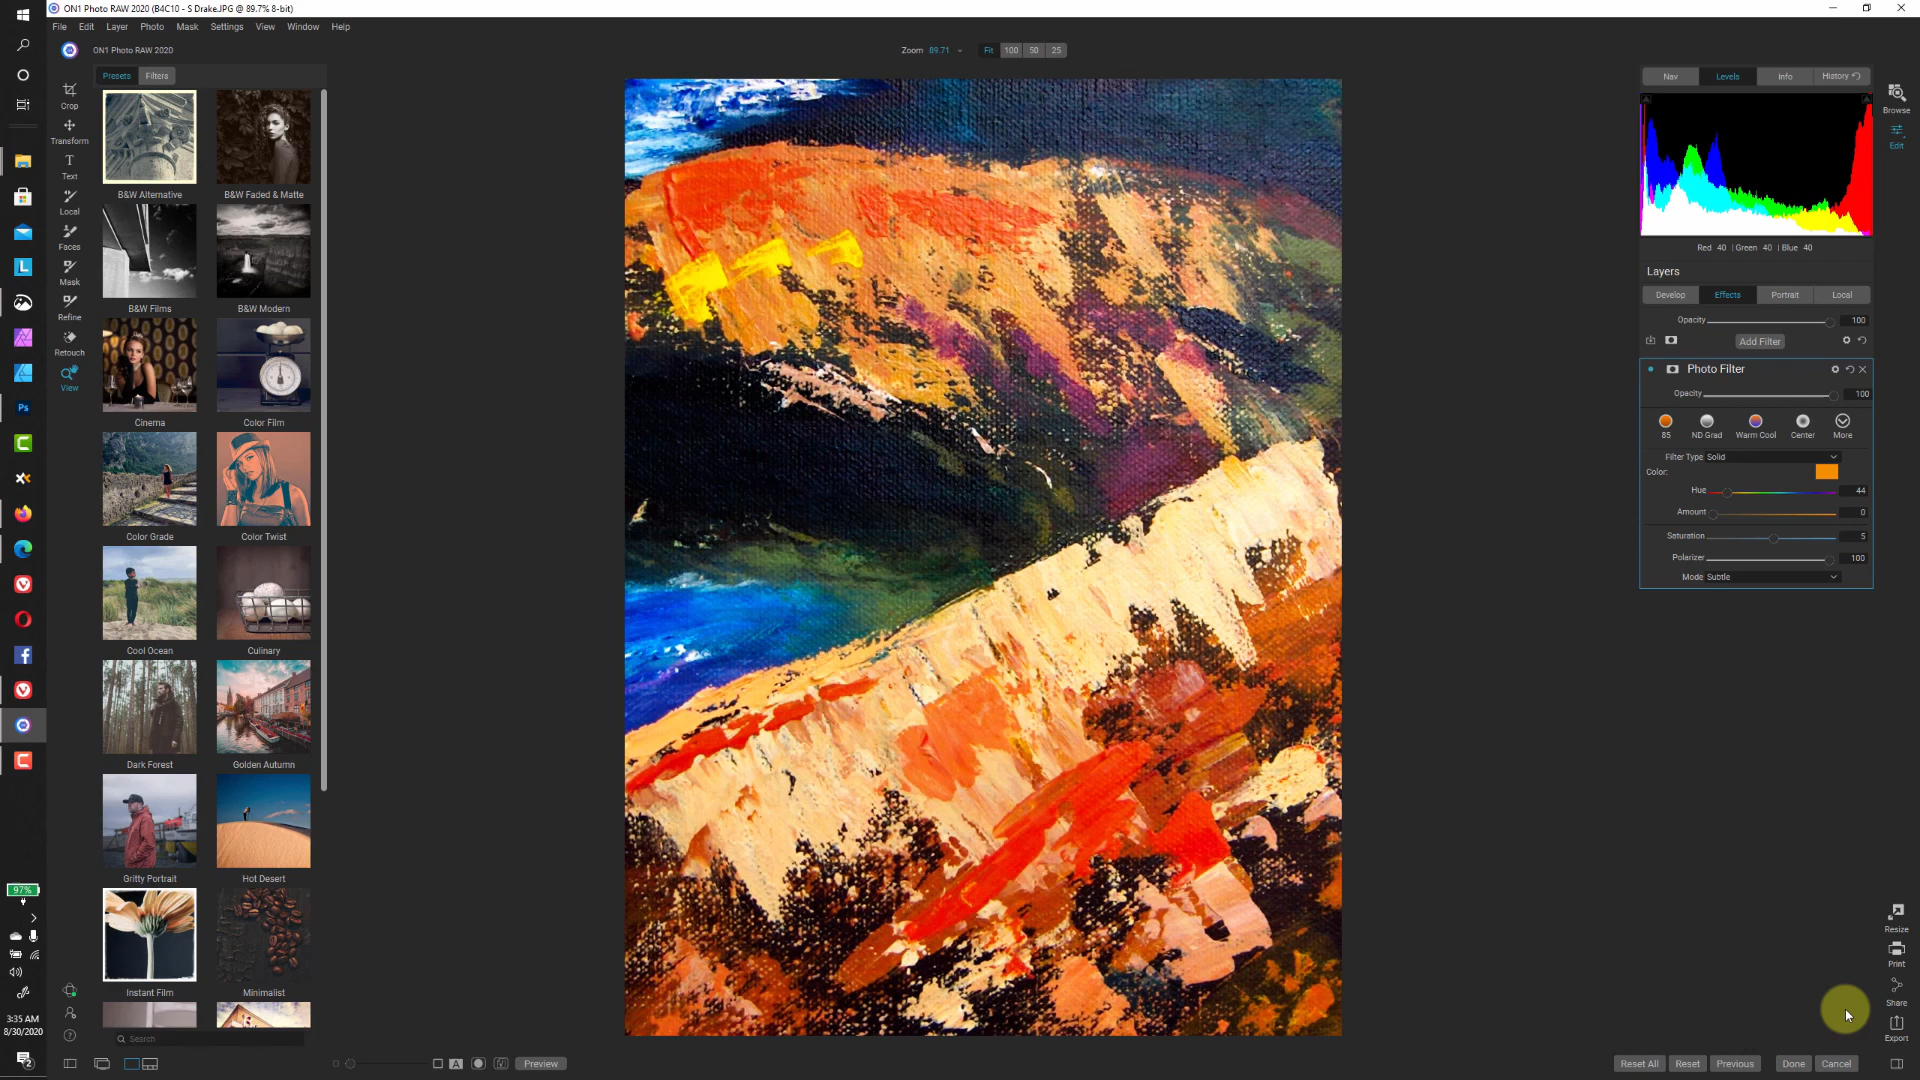 ON1 Photo RAW 2020 (B4C10 - S Drake.JPG @ 89.7% 8-bit)
File Edit Layer Photo Mask Settings View Window Help
ON1 Photo RAW 2020
Zoom 89.71 Fit 100 50 25
Presets Filters
Crop
Transform
Text
Local
Faces
Mask
Refine
Retouch
View
B&W Alternative B&W Faded & Matte
B&W Films B&W Modern
Cinema Color Film
Color Grade Color Twist
Cool Ocean Culinary
Dark Forest Golden Autumn
Gritty Portrait Hot Desert
Instant Film Minimalist
Search
Preview
Nav Levels Info History
Red 40 | Green 40 | Blue 40
Layers
Develop Effects Portrait Local
Opacity 100
Add Filter
Photo Filter
Opacity 100
85 ND Grad Warm Cool Center More
Filter Type Solid
Color:
Hue 44
Amount 0
Saturation 5
Polarizer 100
Mode Subtle
Browse
Edit
Resize
Print
Share
Export
Reset All Reset Previous Done Cancel
L
Ps
97%
3:35 AM
8/30/2020
2
A